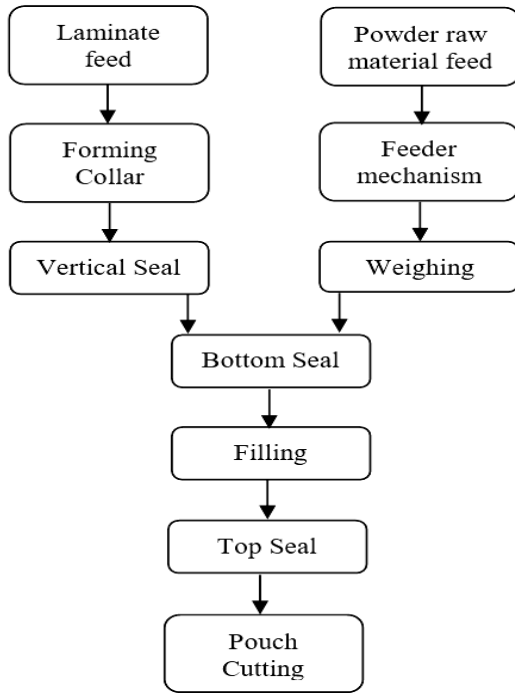 Laminate
feed
Powder raw
material feed
Forming
Collar
Feeder
mechanism
Vertical Seal
Weighing
Bottom Seal
Filling
Top Seal
Pouch
Cutting